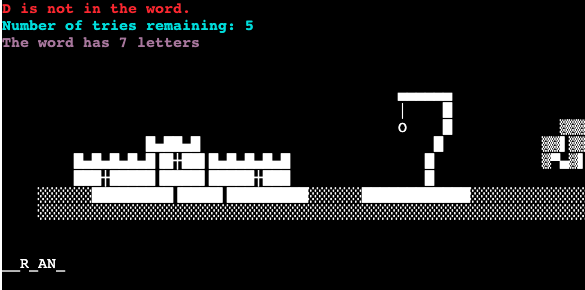 D is not in the word.
Number of tries remaining: 5
The word has 7 letters
__R_AN_